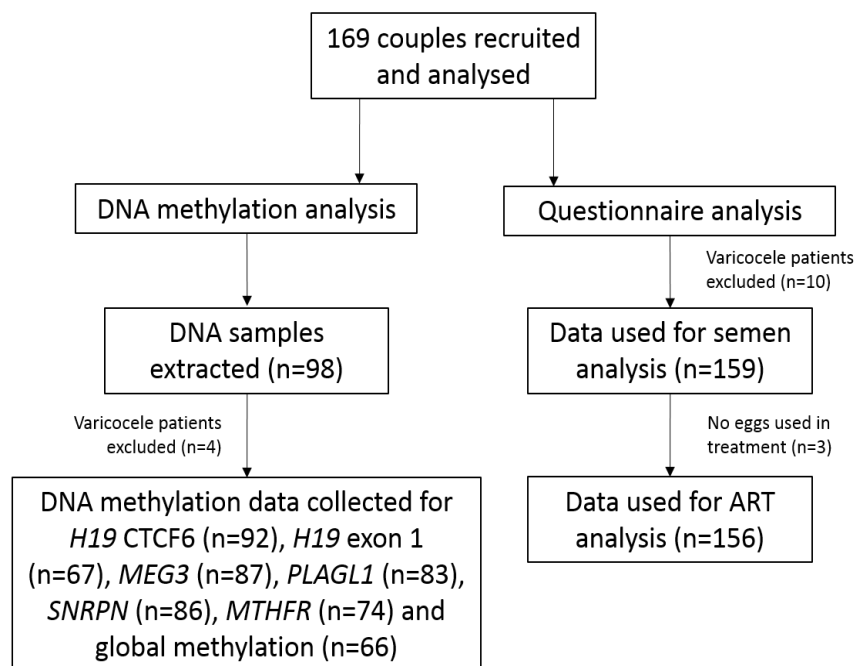 169 couples recruited
and analysed
DNA methylation analysis
Questionnaire analysis
Varicocele patients
excluded (n=10)
DNA samples
extracted (n=98)
Data used for semen
analysis (n=159)
Varicocele patients
excluded (n=4)
No eggs used in
treatment (n=3)
DNA methylation data collected for
H19 CTCF6 (n=92), H19 exon 1
(n=67), MEG3 (n=87), PLAGL1 (n=83),
SNRPN (n=86), MTHFR (n=74) and
global methylation (n=66)
Data used for ART
analysis (n=156)